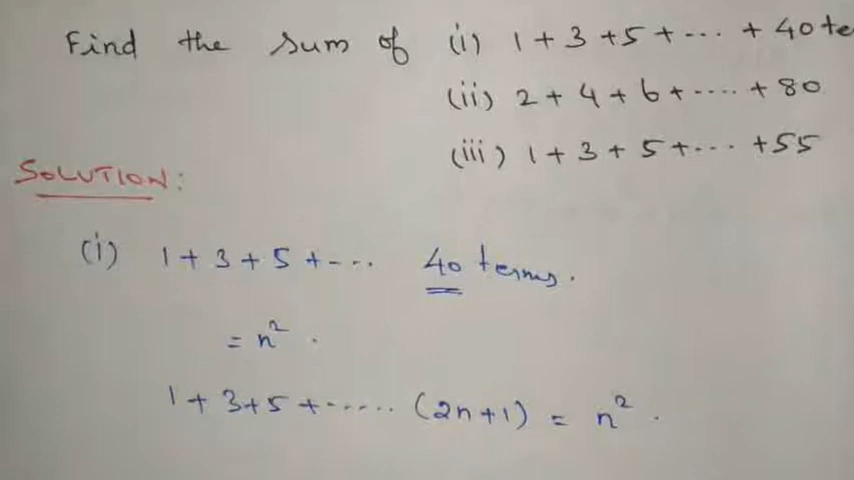 Find the sum of (i) 1 + 3 + 5 + ... + 40 te
(ii) 2 + 4 + 6 + .... + 80
(iii) 1 + 3 + 5 + ... + 55
SOLUTION:
(i) 1 + 3 + 5 + ... 40 terms.
= n².
1 + 3 + 5 + ...... (2n+1) = n².